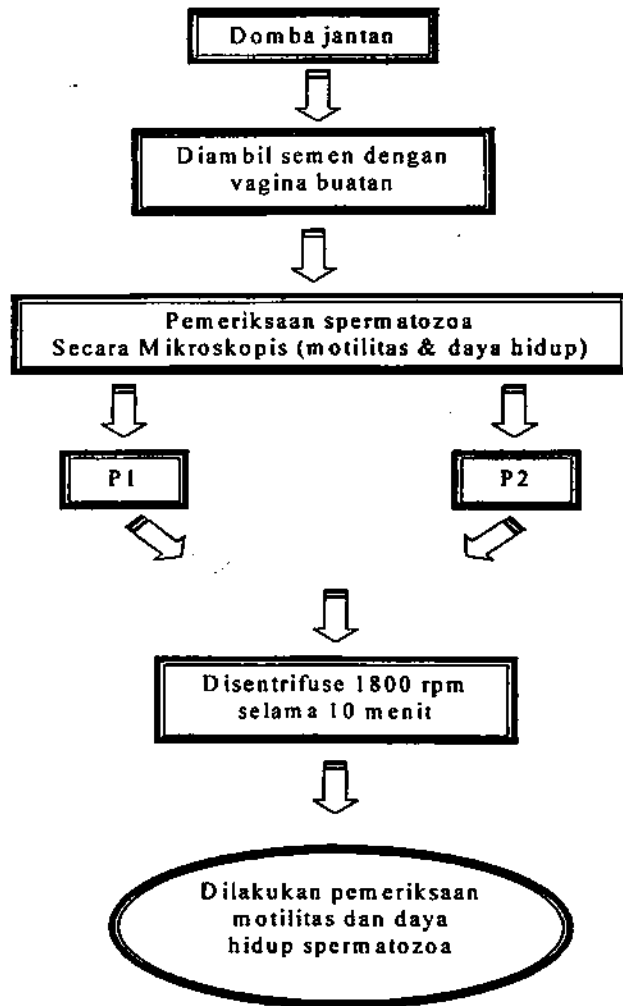 Domba jantan
Diambil semen dengan
vagina buatan
Pemeriksaan spermatozoa
Secara Mikroskopis (motilitas & daya hidup)
P1
P2
Disentrifuse 1800 rpm
selama 10 menit
Dilakukan pemeriksaan
motilitas dan daya
hidup spermatozoa